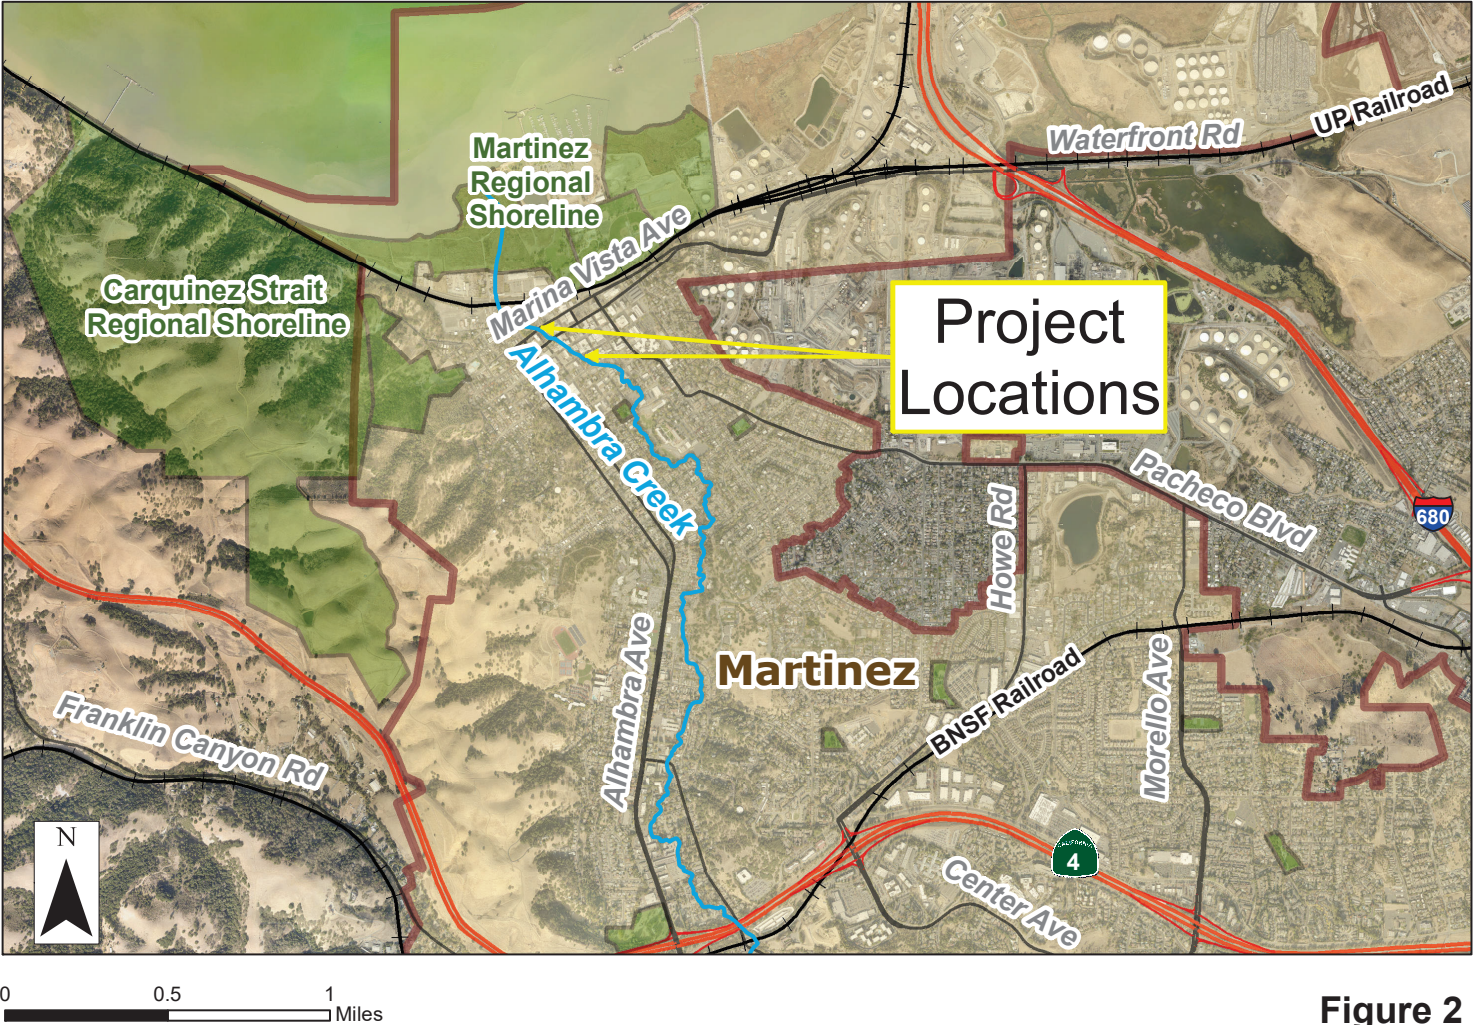 UP Railroad
Waterfront Rd
Martinez
Regional
Shoreline
Marina Vista Ave
Carquinez Strait
Regional Shoreline
Project
Locations
Alhambra Creek
Pacheco Blvd
680
Howe Rd
Alhambra Ave
Martinez
BNSF Railroad
Morello Ave
Franklin Canyon Rd
N
CALIFORNIA
4
Center Ave
0 0.5 1
Miles
Figure 2